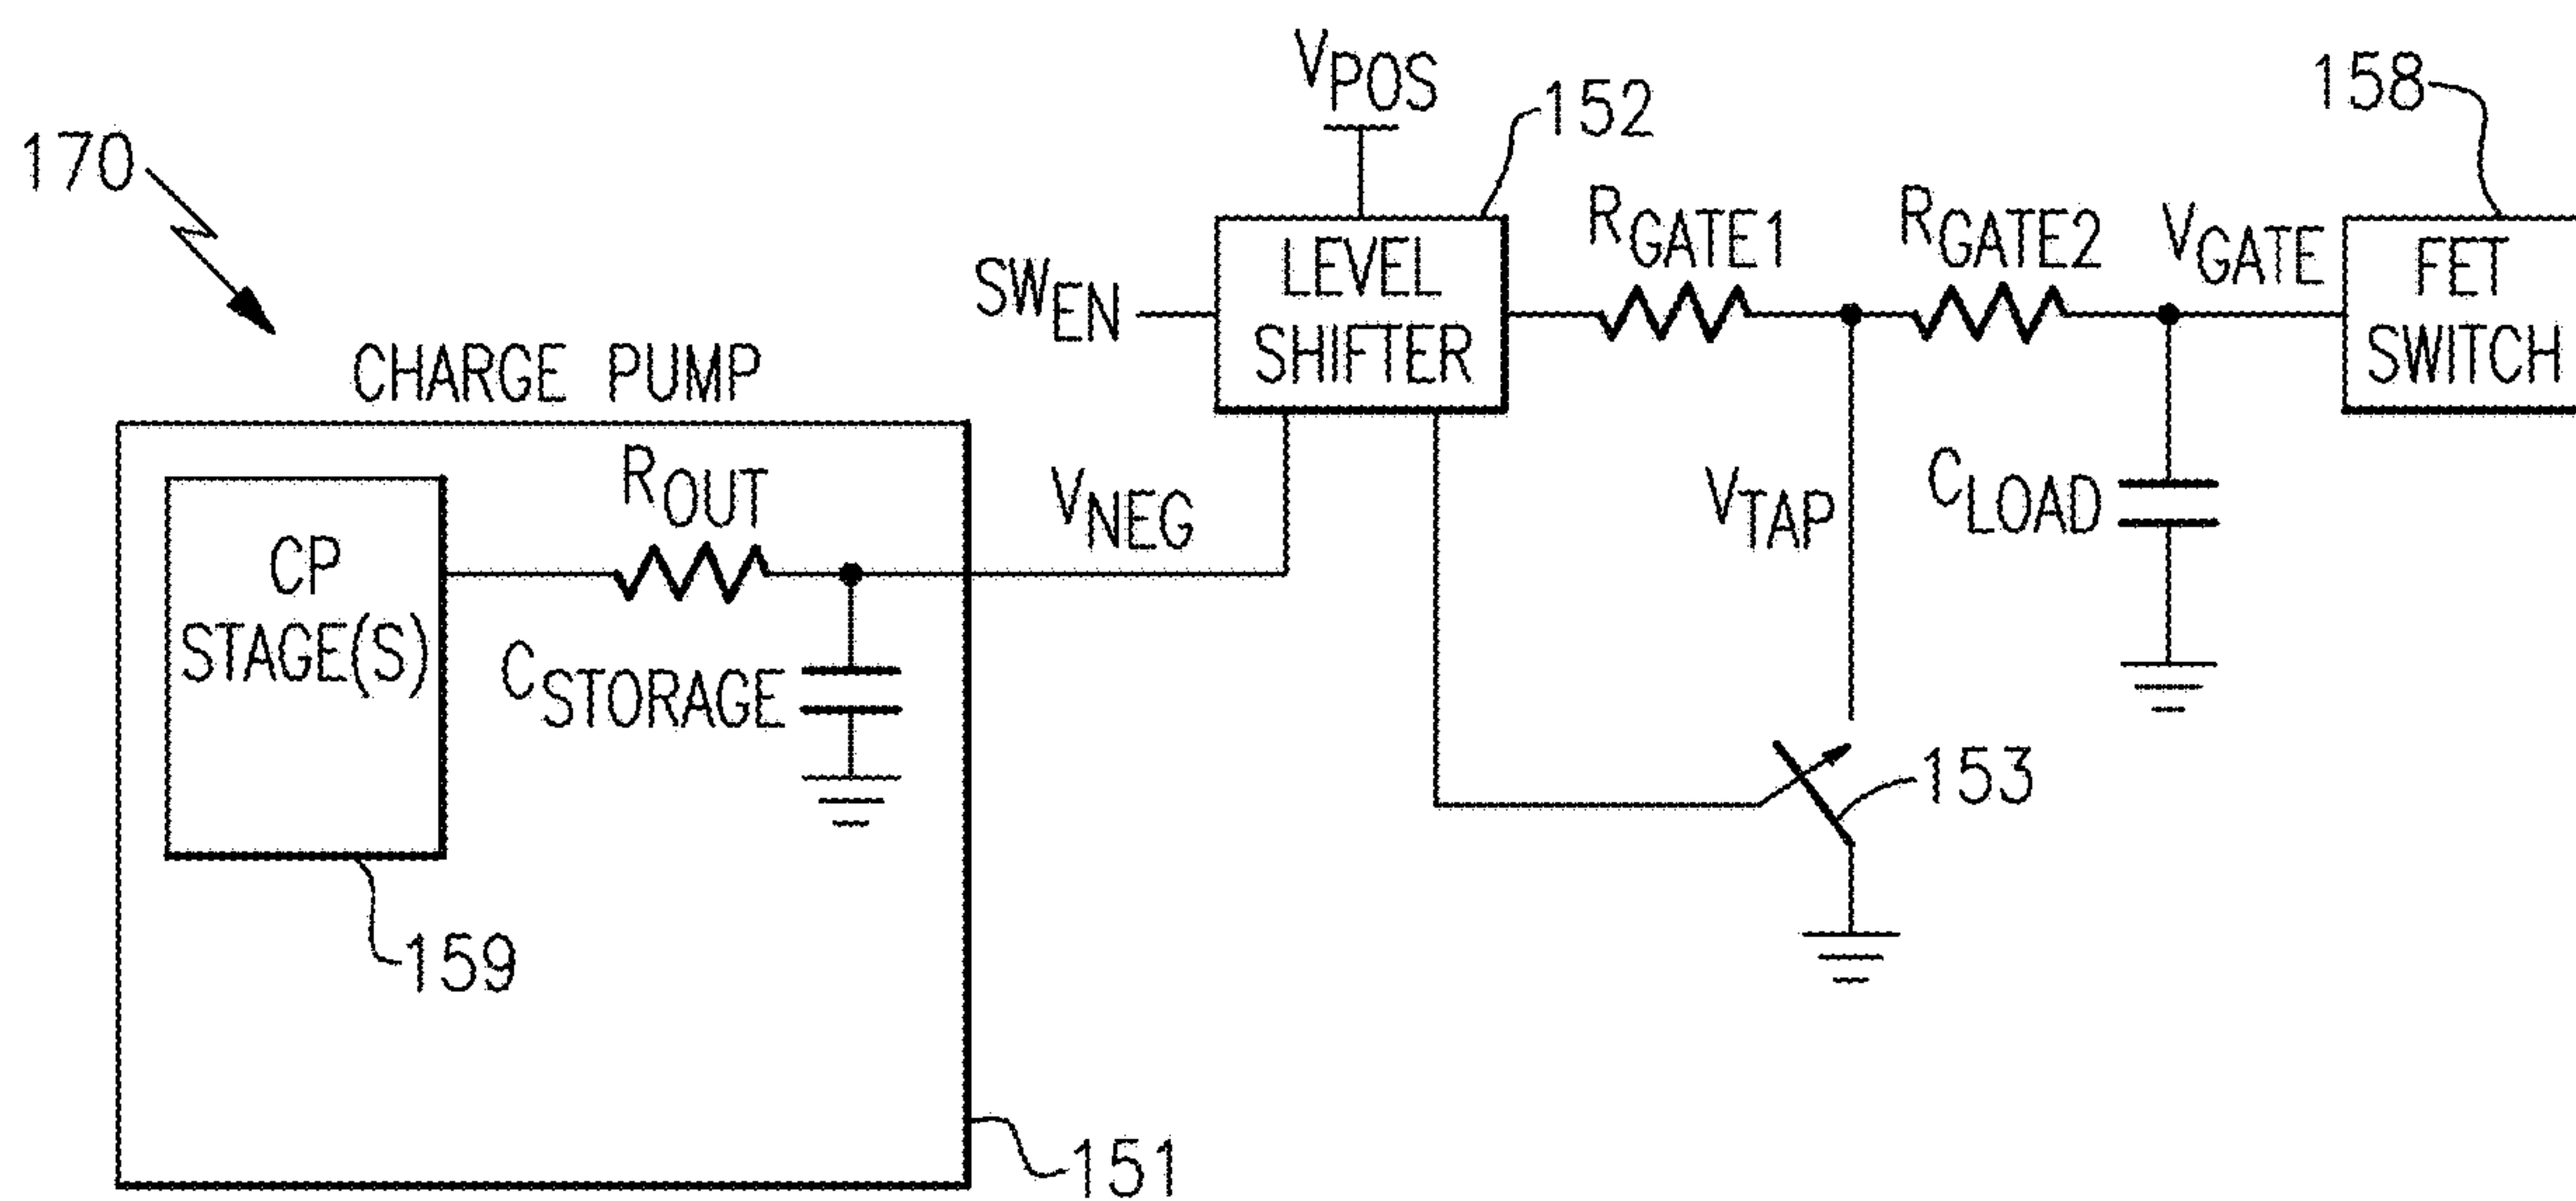 170
CHARGE PUMP
CP
STAGE(S)
ROUT
CSTORAGE
159
151
VNEG
VPOS
152
SWEN
LEVEL
SHIFTER
RGATE1
RGATE2
VGATE
158
FET
SWITCH
VTAP
CLOAD
153